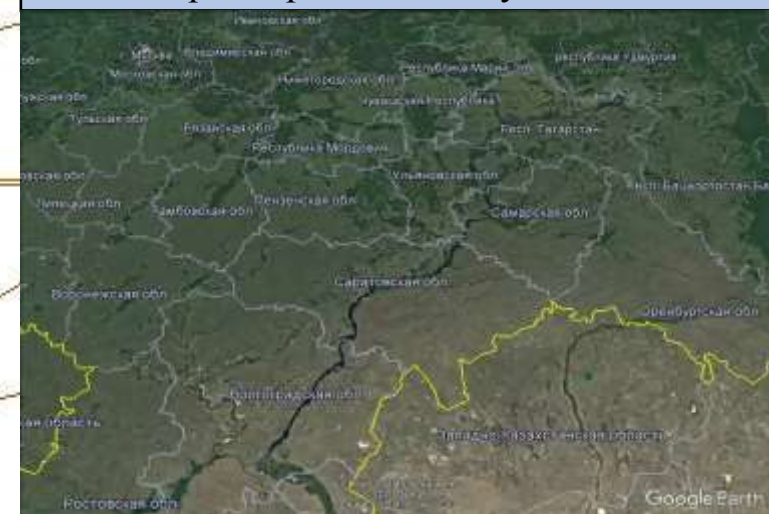 Ивановская обл
Москва
Владимирская обл
Московская обл
Нижегородская обл
Республика Марий
республика Удмуртия
Чувашская Республика
Тульская обл
Рязанская обл
Респ. Татарстан
Республика Мордовия
Ульяновская обл
Респ. Башкортостан
Липецкая обл
Тамбовская обл
Пензенская обл
Самарская обл
Воронежская обл
Саратовская обл
Оренбургская обл
Волгоградская обл
кая область
Западно-Казахстанская область
Ростовская обл
Google Earth